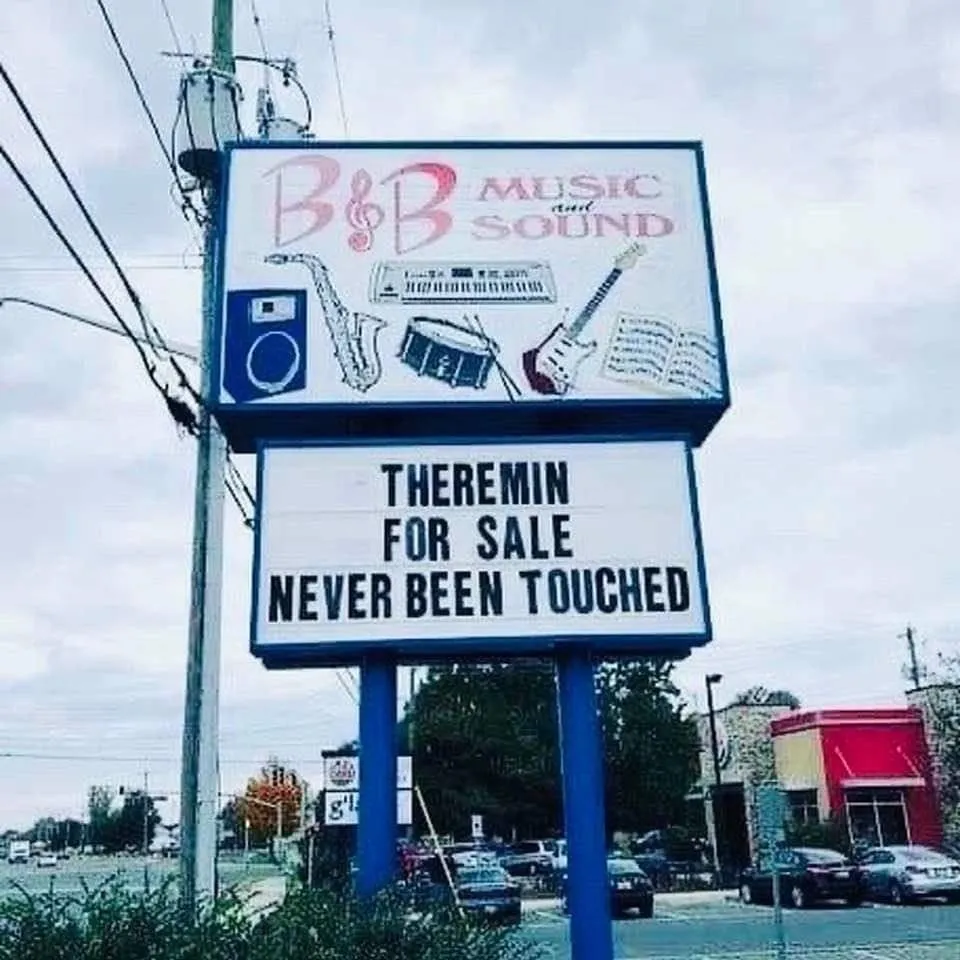 B&B MUSIC
and
SOUND
THEREMIN
FOR SALE
NEVER BEEN TOUCHED